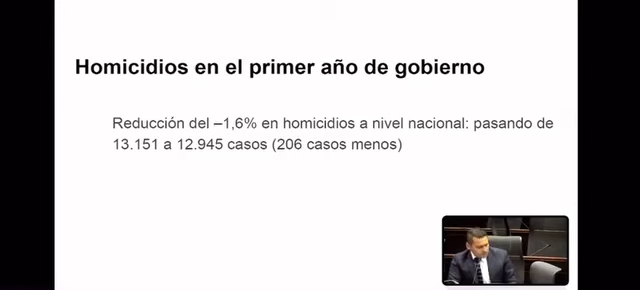 Homicidios en el primer año de gobierno
Reducción del –1,6% en homicidios a nivel nacional: pasando de
13.151 a 12.945 casos (206 casos menos)